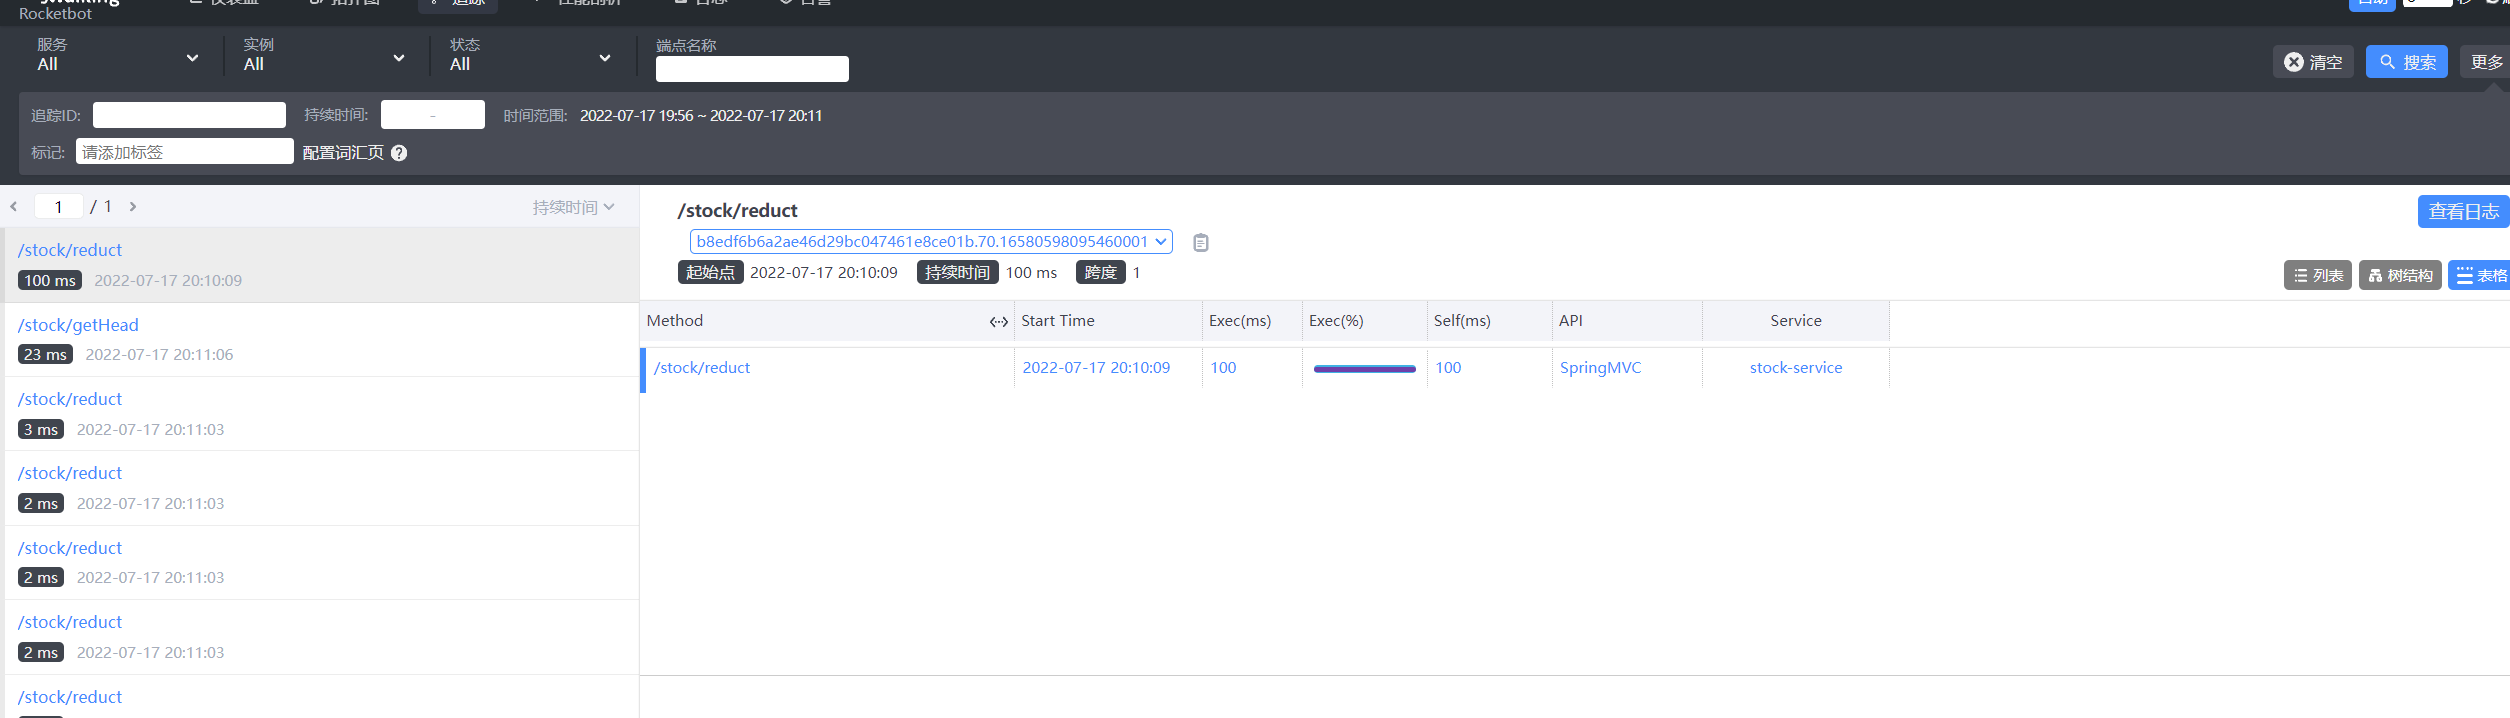 Rocketbot
服务
All
实例
All
状态
All
端点名称
清空
搜索
更多
追踪ID:
持续时间:
-
时间范围:
2022-07-17 19:56 ~ 2022-07-17 20:11
标记:
请添加标签
配置词汇页
1 / 1
持续时间
/stock/reduct
100 ms 2022-07-17 20:10:09
/stock/getHead
23 ms 2022-07-17 20:11:06
/stock/reduct
3 ms 2022-07-17 20:11:03
/stock/reduct
2 ms 2022-07-17 20:11:03
/stock/reduct
2 ms 2022-07-17 20:11:03
/stock/reduct
2 ms 2022-07-17 20:11:03
/stock/reduct
/stock/reduct
查看日志
b8edf6b6a2ae46d29bc047461e8ce01b.70.16580598095460001
起始点 2022-07-17 20:10:09 持续时间 100 ms 跨度 1
列表 树结构 表格
Method Start Time Exec(ms) Exec(%) Self(ms) API Service
/stock/reduct 2022-07-17 20:10:09 100 100 SpringMVC stock-service